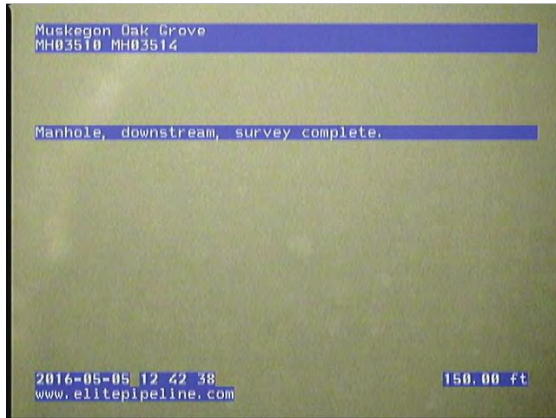 Muskegon Oak Grove
MH03510 MH03514
Manhole, downstream, survey complete.
2016-05-05 12 42 38
150.00 ft
www.elitepipeline.com